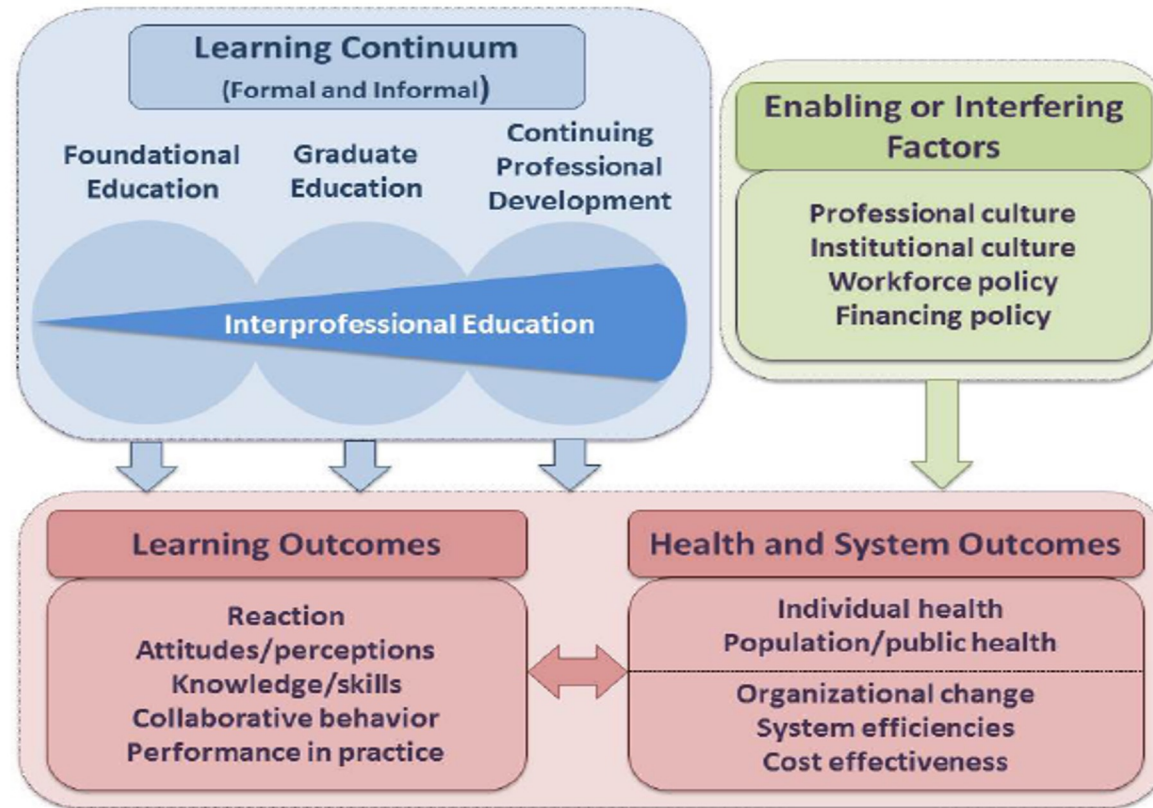 Learning Continuum
(Formal and Informal)
Foundational
Education
Graduate
Education
Continuing
Professional
Development
Interprofessional Education
Enabling or Interfering
Factors
Professional culture
Institutional culture
Workforce policy
Financing policy
Learning Outcomes
Reaction
Attitudes/perceptions
Knowledge/skills
Collaborative behavior
Performance in practice
Health and System Outcomes
Individual health
Population/public health
Organizational change
System efficiencies
Cost effectiveness